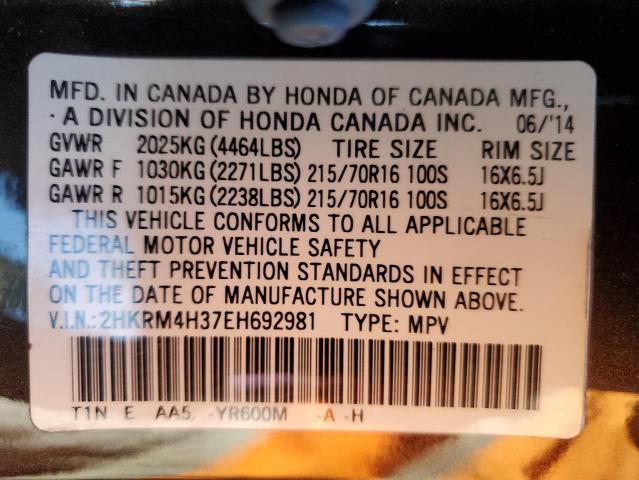 MFD. IN CANADA BY HONDA OF CANADA MFG.,
· A DIVISION OF HONDA CANADA INC. 06/'14
GVWR 2025KG (4464LBS) TIRE SIZE RIM SIZE
GAWR F 1030KG (2271LBS) 215/70R16 100S 16X6.5J
GAWR R 1015KG (2238LBS) 215/70R16 100S 16X6.5J
THIS VEHICLE CONFORMS TO ALL APPLICABLE
FEDERAL MOTOR VEHICLE SAFETY
AND THEFT PREVENTION STANDARDS IN EFFECT
ON THE DATE OF MANUFACTURE SHOWN ABOVE.
V.I.N.:2HKRM4H37EH692981 TYPE: MPV
T1N E AA5 -YR600M -A -H